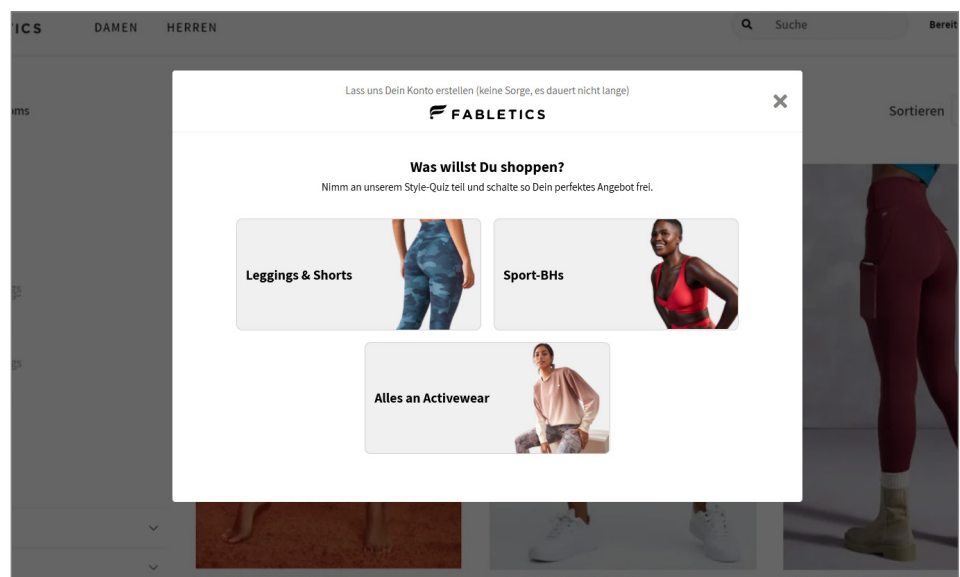 ICS
DAMEN
HERREN
Suche
Bereit
Lass uns Dein Konto erstellen (keine Sorge, es dauert nicht lange)
FABLETICS
oms
Sortieren
Was willst Du shoppen?
Nimm an unserem Style-Quiz teil und schalte so Dein perfektes Angebot frei.
Leggings & Shorts
Sport-BHs
gs
Alles an Activewear